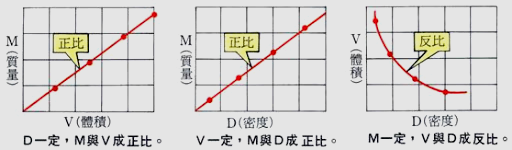 M
(質量)
正比
V(體積)
D一定,M與V成正比。
M
(質量)
正比
D(密度)
V一定,M與D成正比。
V
(體積)
反比
D(密度)
M一定,V與D成反比。